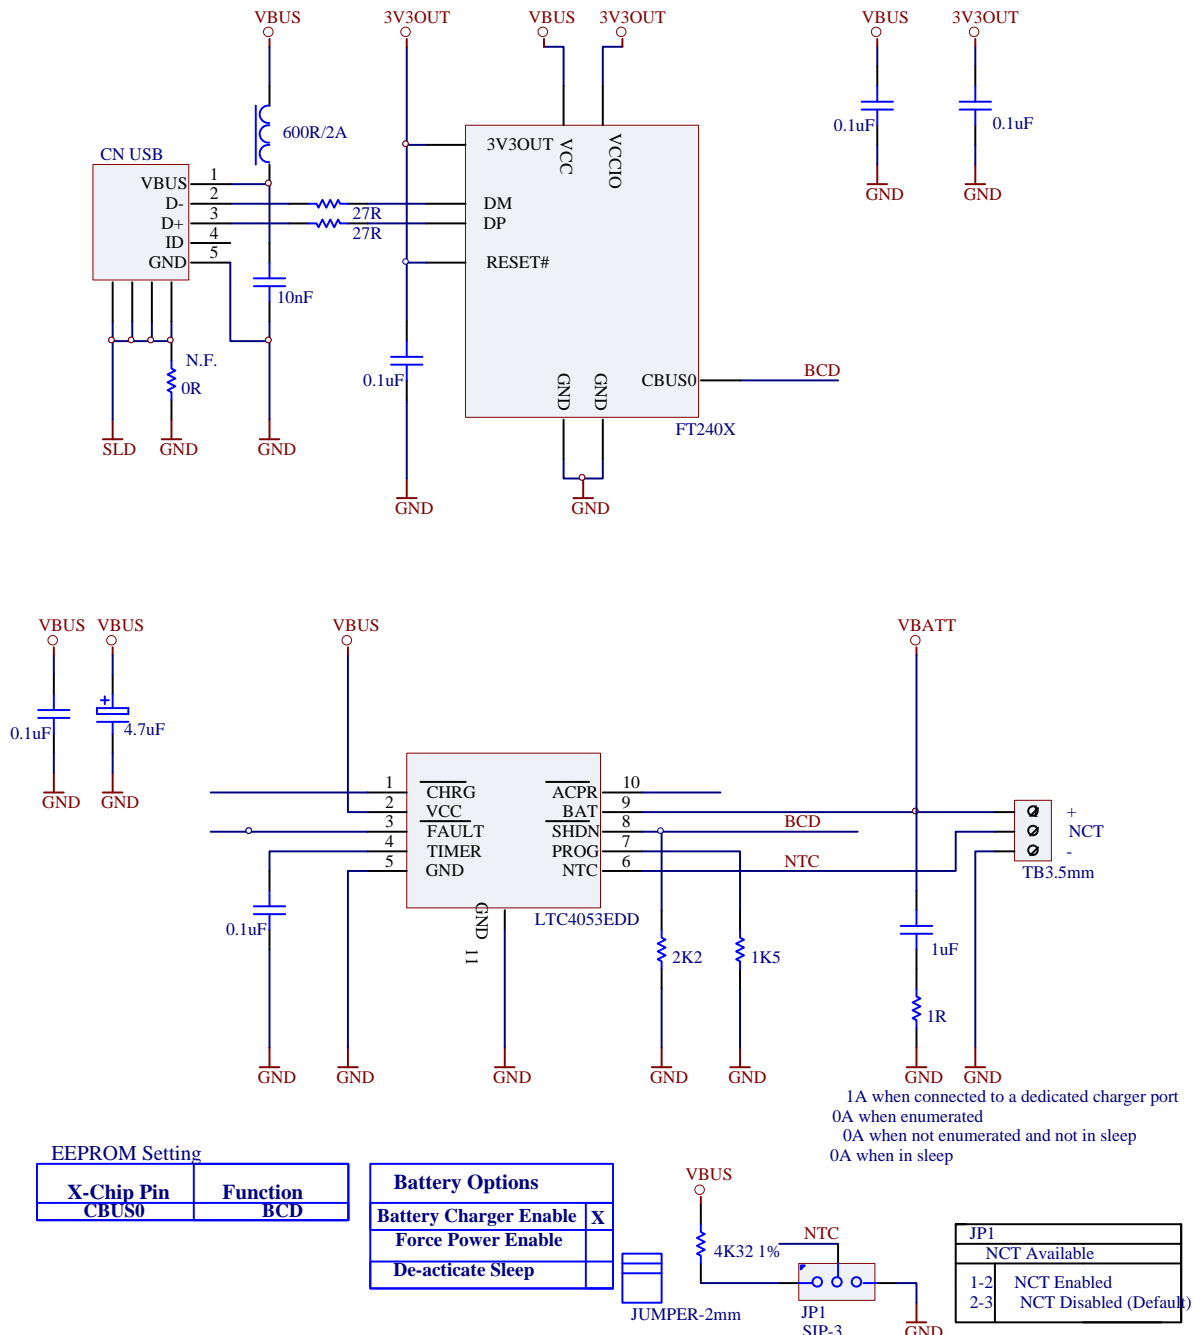 VBUS 3V3OUT VBUS 3V3OUT VBUS 3V3OUT
600R/2A
0.1uF 0.1uF
GND GND
CN USB
VBUS 1
D- 2
D+ 3
ID 4
GND 5
27R
27R
10nF
N.F.
0R
SLD GND GND
0.1uF
GND
3V3OUT
VCC
VCCIO
DM
DP
RESET#
GND
GND
CBUS0
BCD
FT240X
GND
VBUS VBUS VBUS VBATT
0.1uF 4.7uF
GND GND
1 CHRG
2 VCC
3 FAULT
4 TIMER
5 GND
ACPR 10
BAT 9
SHDN 8
PROG 7
NTC 6
GND 11
LTC4053EDD
BCD
NTC
+
NCT
-
TB3.5mm
0.1uF
2K2
1K5
1uF
1R
GND GND GND GND GND GND GND
1A when connected to a dedicated charger port
0A when enumerated
0A when not enumerated and not in sleep
0A when in sleep
EEPROM Setting
X-Chip Pin Function
CBUS0 BCD
Battery Options
Battery Charger Enable X
Force Power Enable
De-acticate Sleep
JUMPER-2mm
VBUS
4K32 1%
NTC
JP1
SIP-3
GND
JP1
NCT Available
1-2 NCT Enabled
2-3 NCT Disabled (Default)